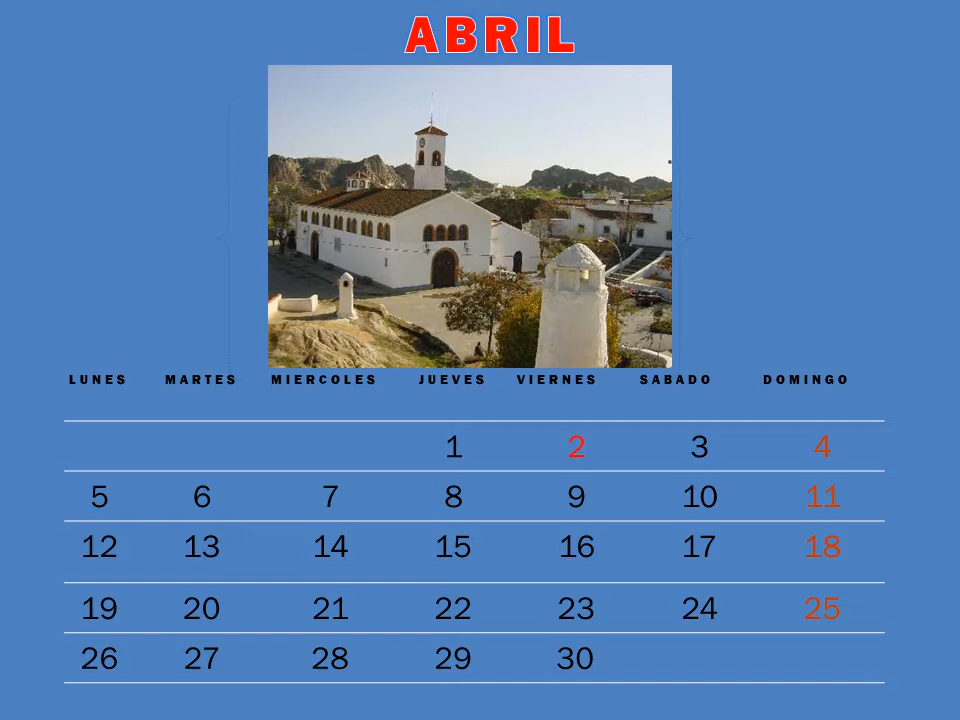 ABRIL
LUNES MARTES MIERCOLES JUEVES VIERNES SABADO DOMINGO
1 2 3 4
5 6 7 8 9 10 11
12 13 14 15 16 17 18
19 20 21 22 23 24 25
26 27 28 29 30